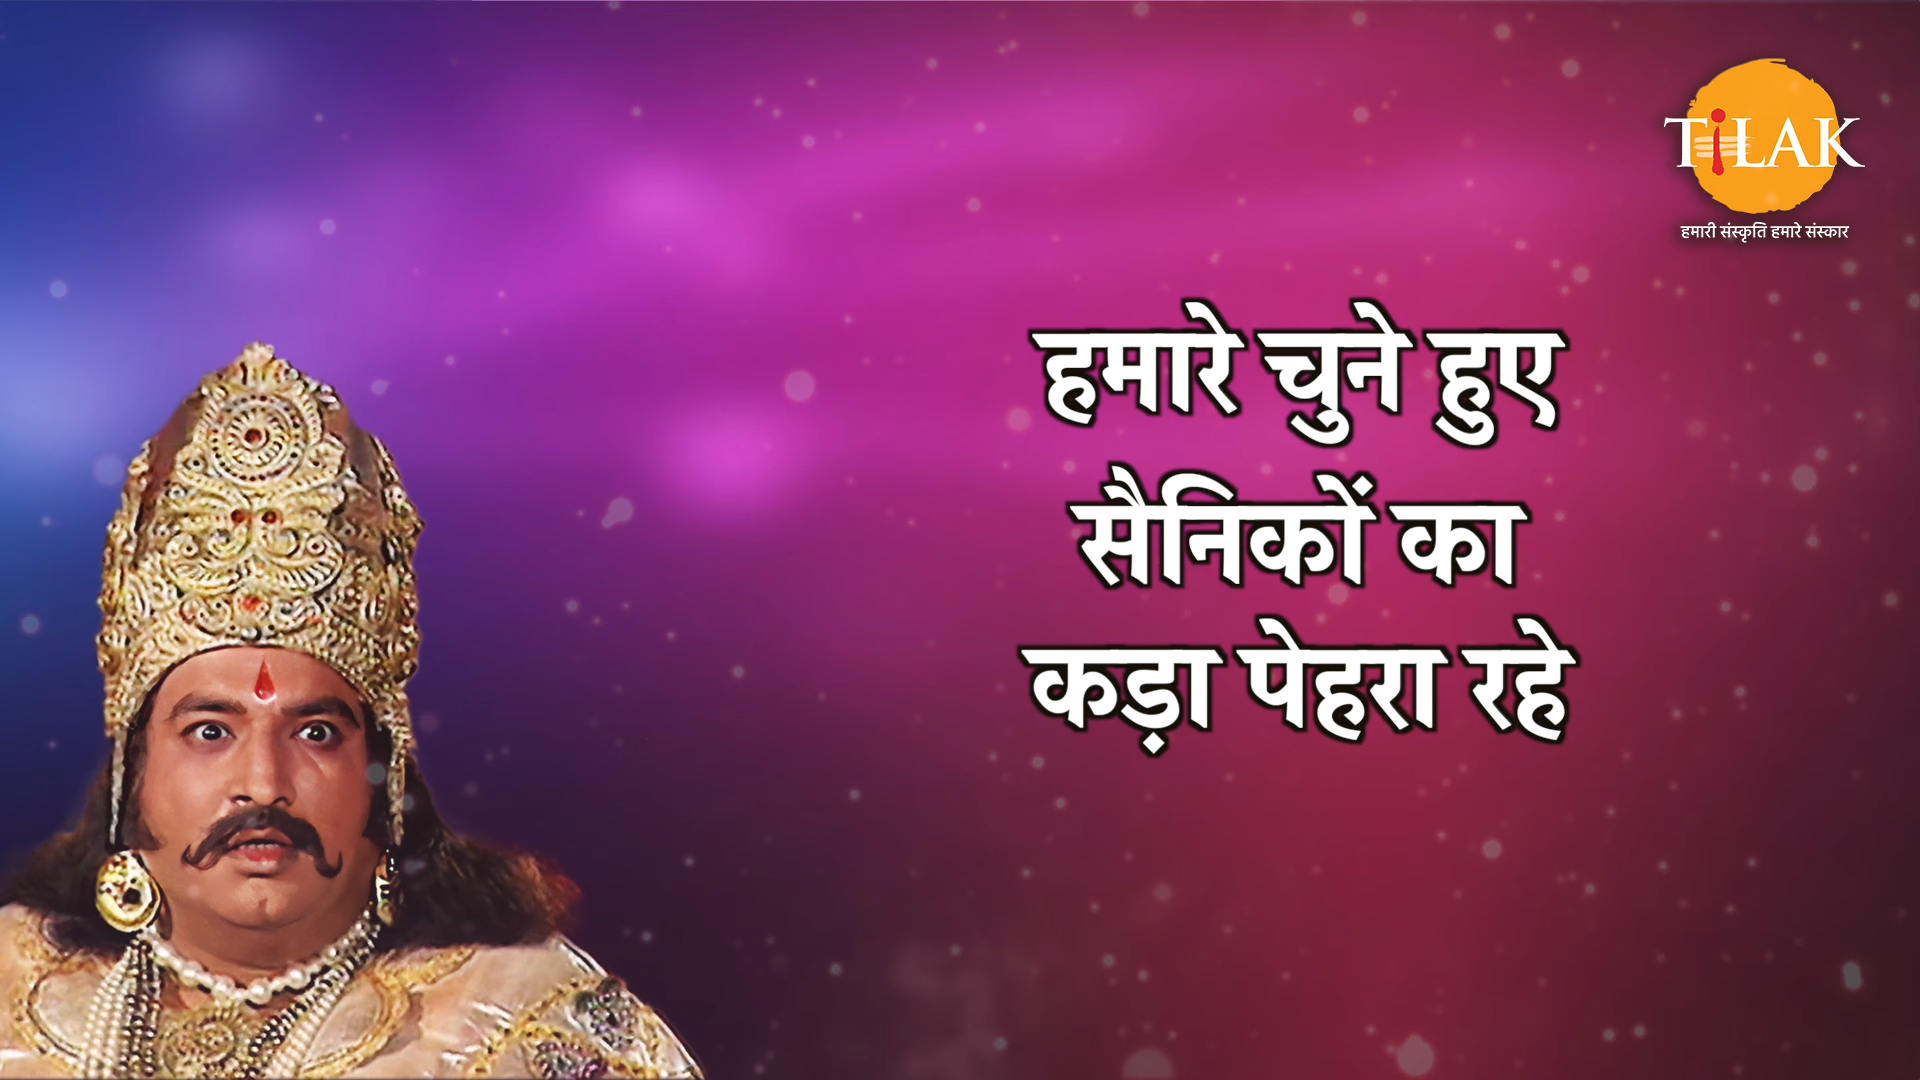 TiLAK
हमारी संस्कृति हमारे संस्कार
हमारे चुने हुए
सैनिकों का
कड़ा पेहरा रहे